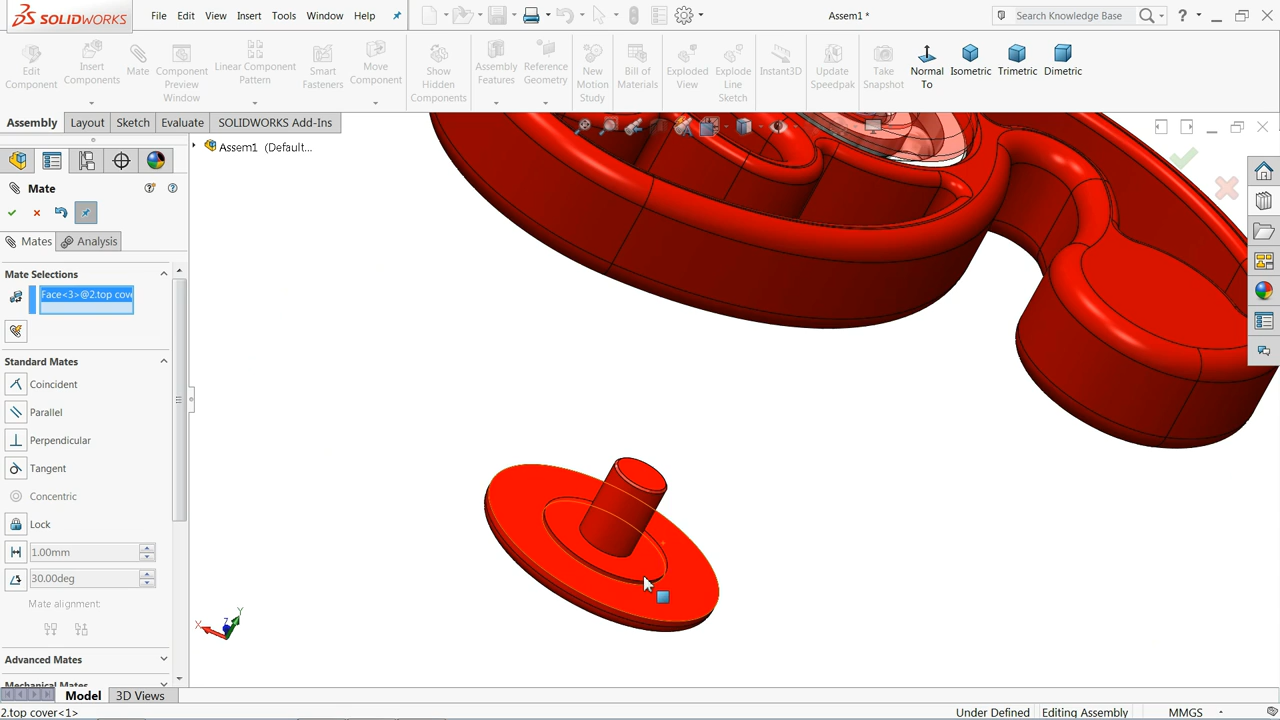 SOLIDWORKS File Edit View Insert Tools Window Help Assem1 * Search Knowledge Base ?
Edit Component
Insert Components
Mate
Component Preview Window
Linear Component Pattern
Smart Fasteners
Move Component
Show Hidden Components
Assembly Features
Reference Geometry
New Motion Study
Bill of Materials
Exploded View
Explode Line Sketch
Instant3D
Update Speedpak
Take Snapshot
Normal To
Isometric
Trimetric
Dimetric
Assembly Layout Sketch Evaluate SOLIDWORKS Add-Ins
Assem1 (Default...
Mate
Mates Analysis
Mate Selections
Face<3>@2.top cove
Standard Mates
Coincident
Parallel
Perpendicular
Tangent
Concentric
Lock
1.00mm
30.00deg
Mate alignment:
Advanced Mates
X Y Z
Model 3D Views
2.top cover<1> Under Defined Editing Assembly MMGS